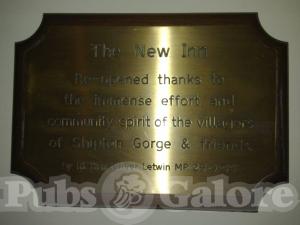 The New Inn
Re-opened thanks to
the immense effort and
community spirit of the villagers
of Shipton Gorge & friends
by Letwin MP
Pubs Galore